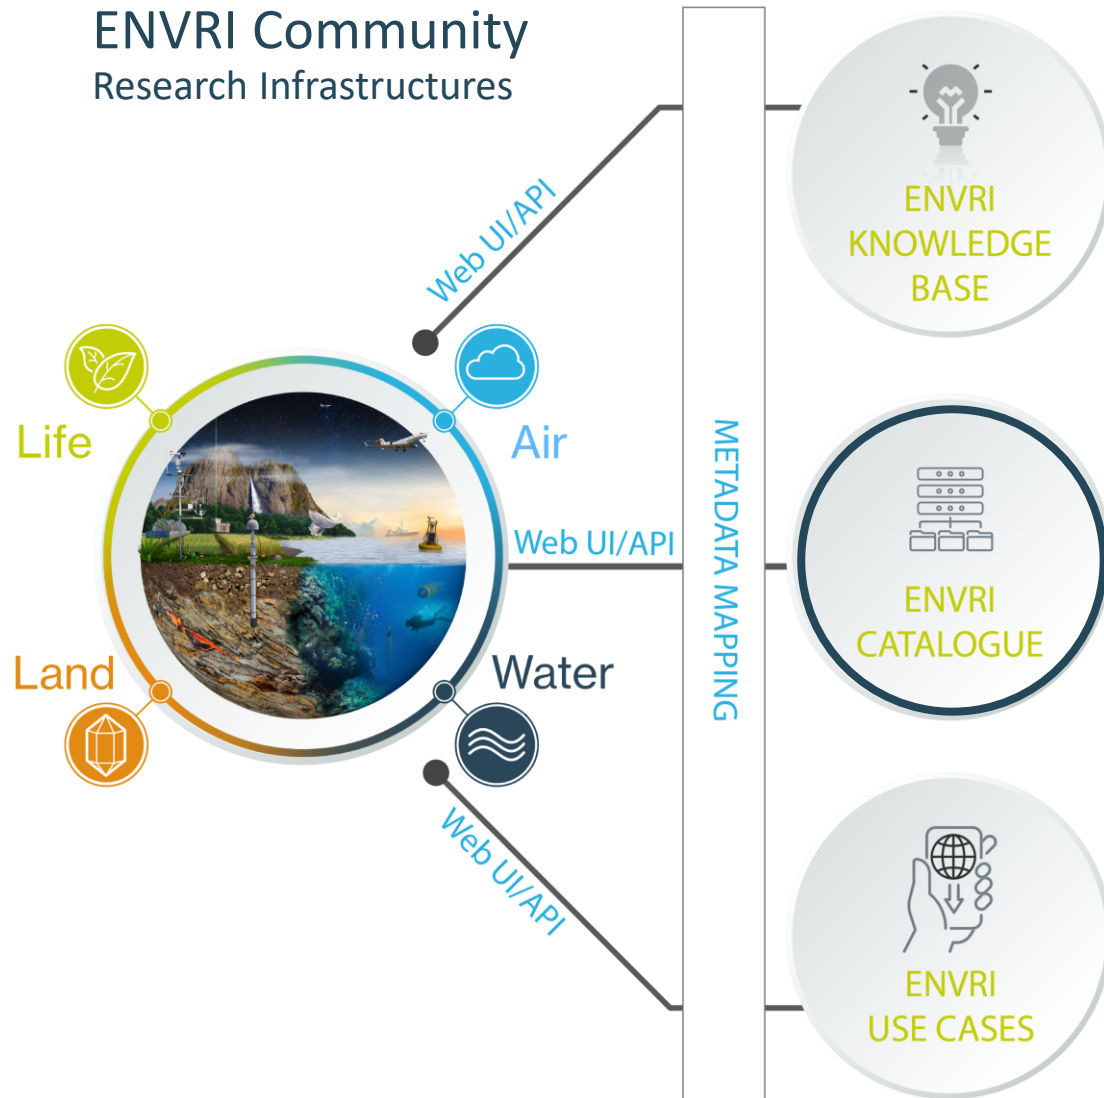 ENVRI Community
Research Infrastructures
Web UI/API
ENVRI
KNOWLEDGE
BASE
Life
Air
Web UI/API
METADATA MAPPING
ENVRI
CATALOGUE
Land
Water
Web UI/API
ENVRI
USE CASES